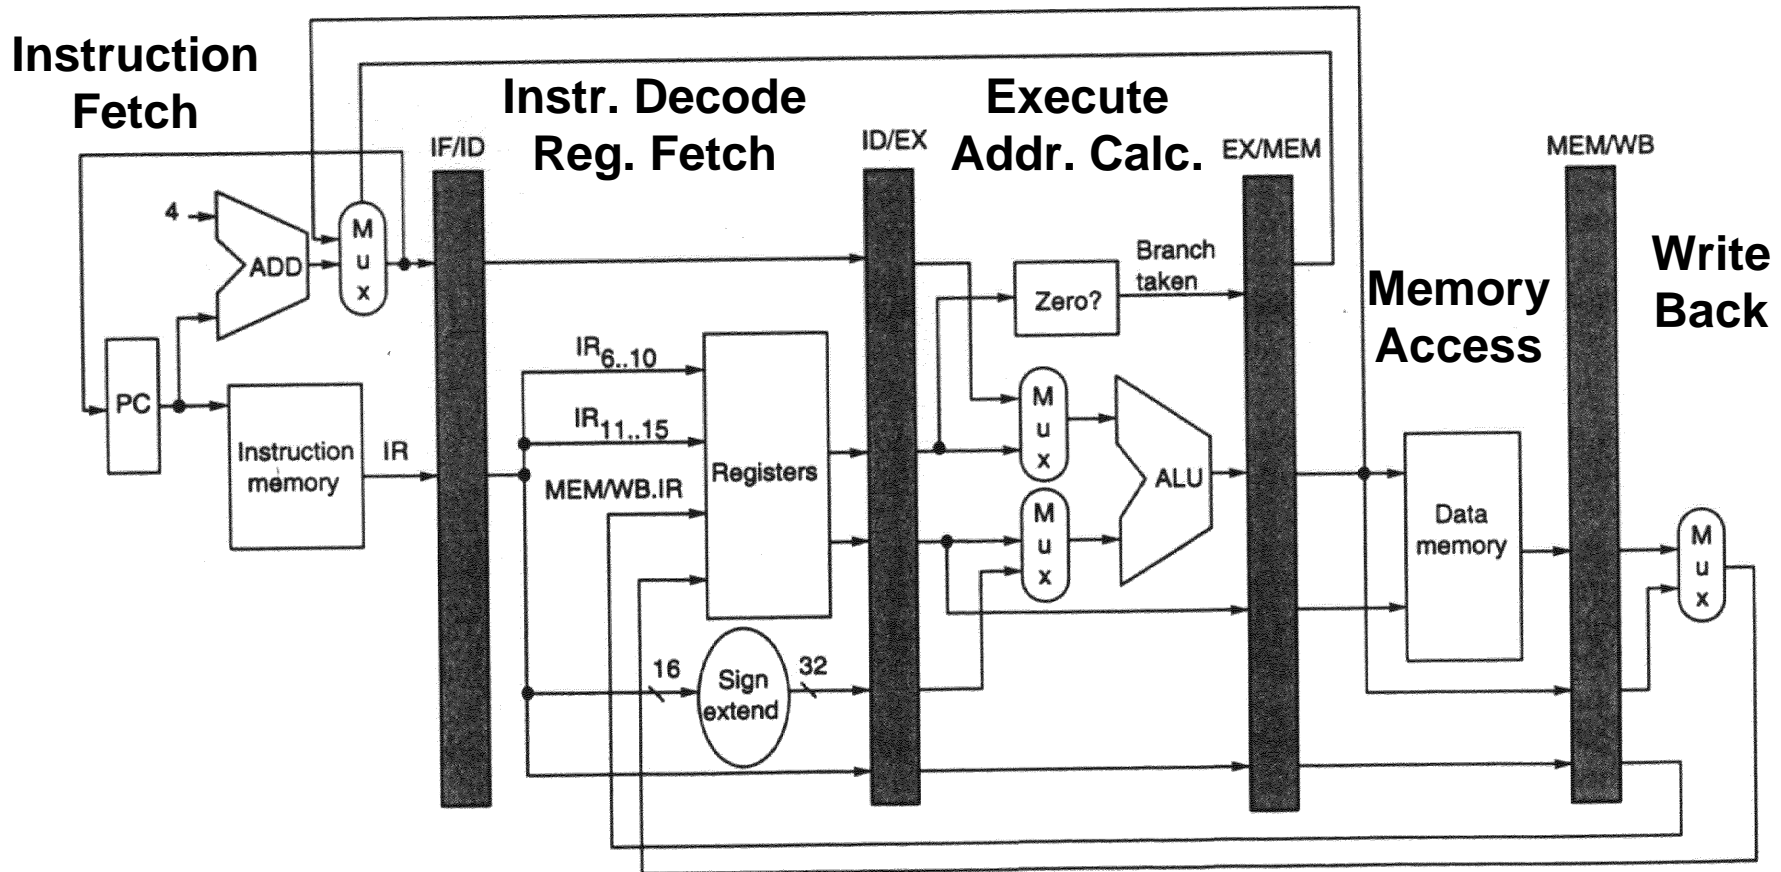 Instruction
Fetch
Instr. Decode
Reg. Fetch
Execute
Addr. Calc.
Memory
Access
Write
Back
IF/ID
ID/EX
EX/MEM
MEM/WB
4
ADD
M
u
x
PC
Instruction
memory
IR
IR6..10
IR11..15
MEM/WB.IR
Registers
16
Sign
extend
32
Zero?
Branch
taken
M
u
x
M
u
x
ALU
Data
memory
M
u
x